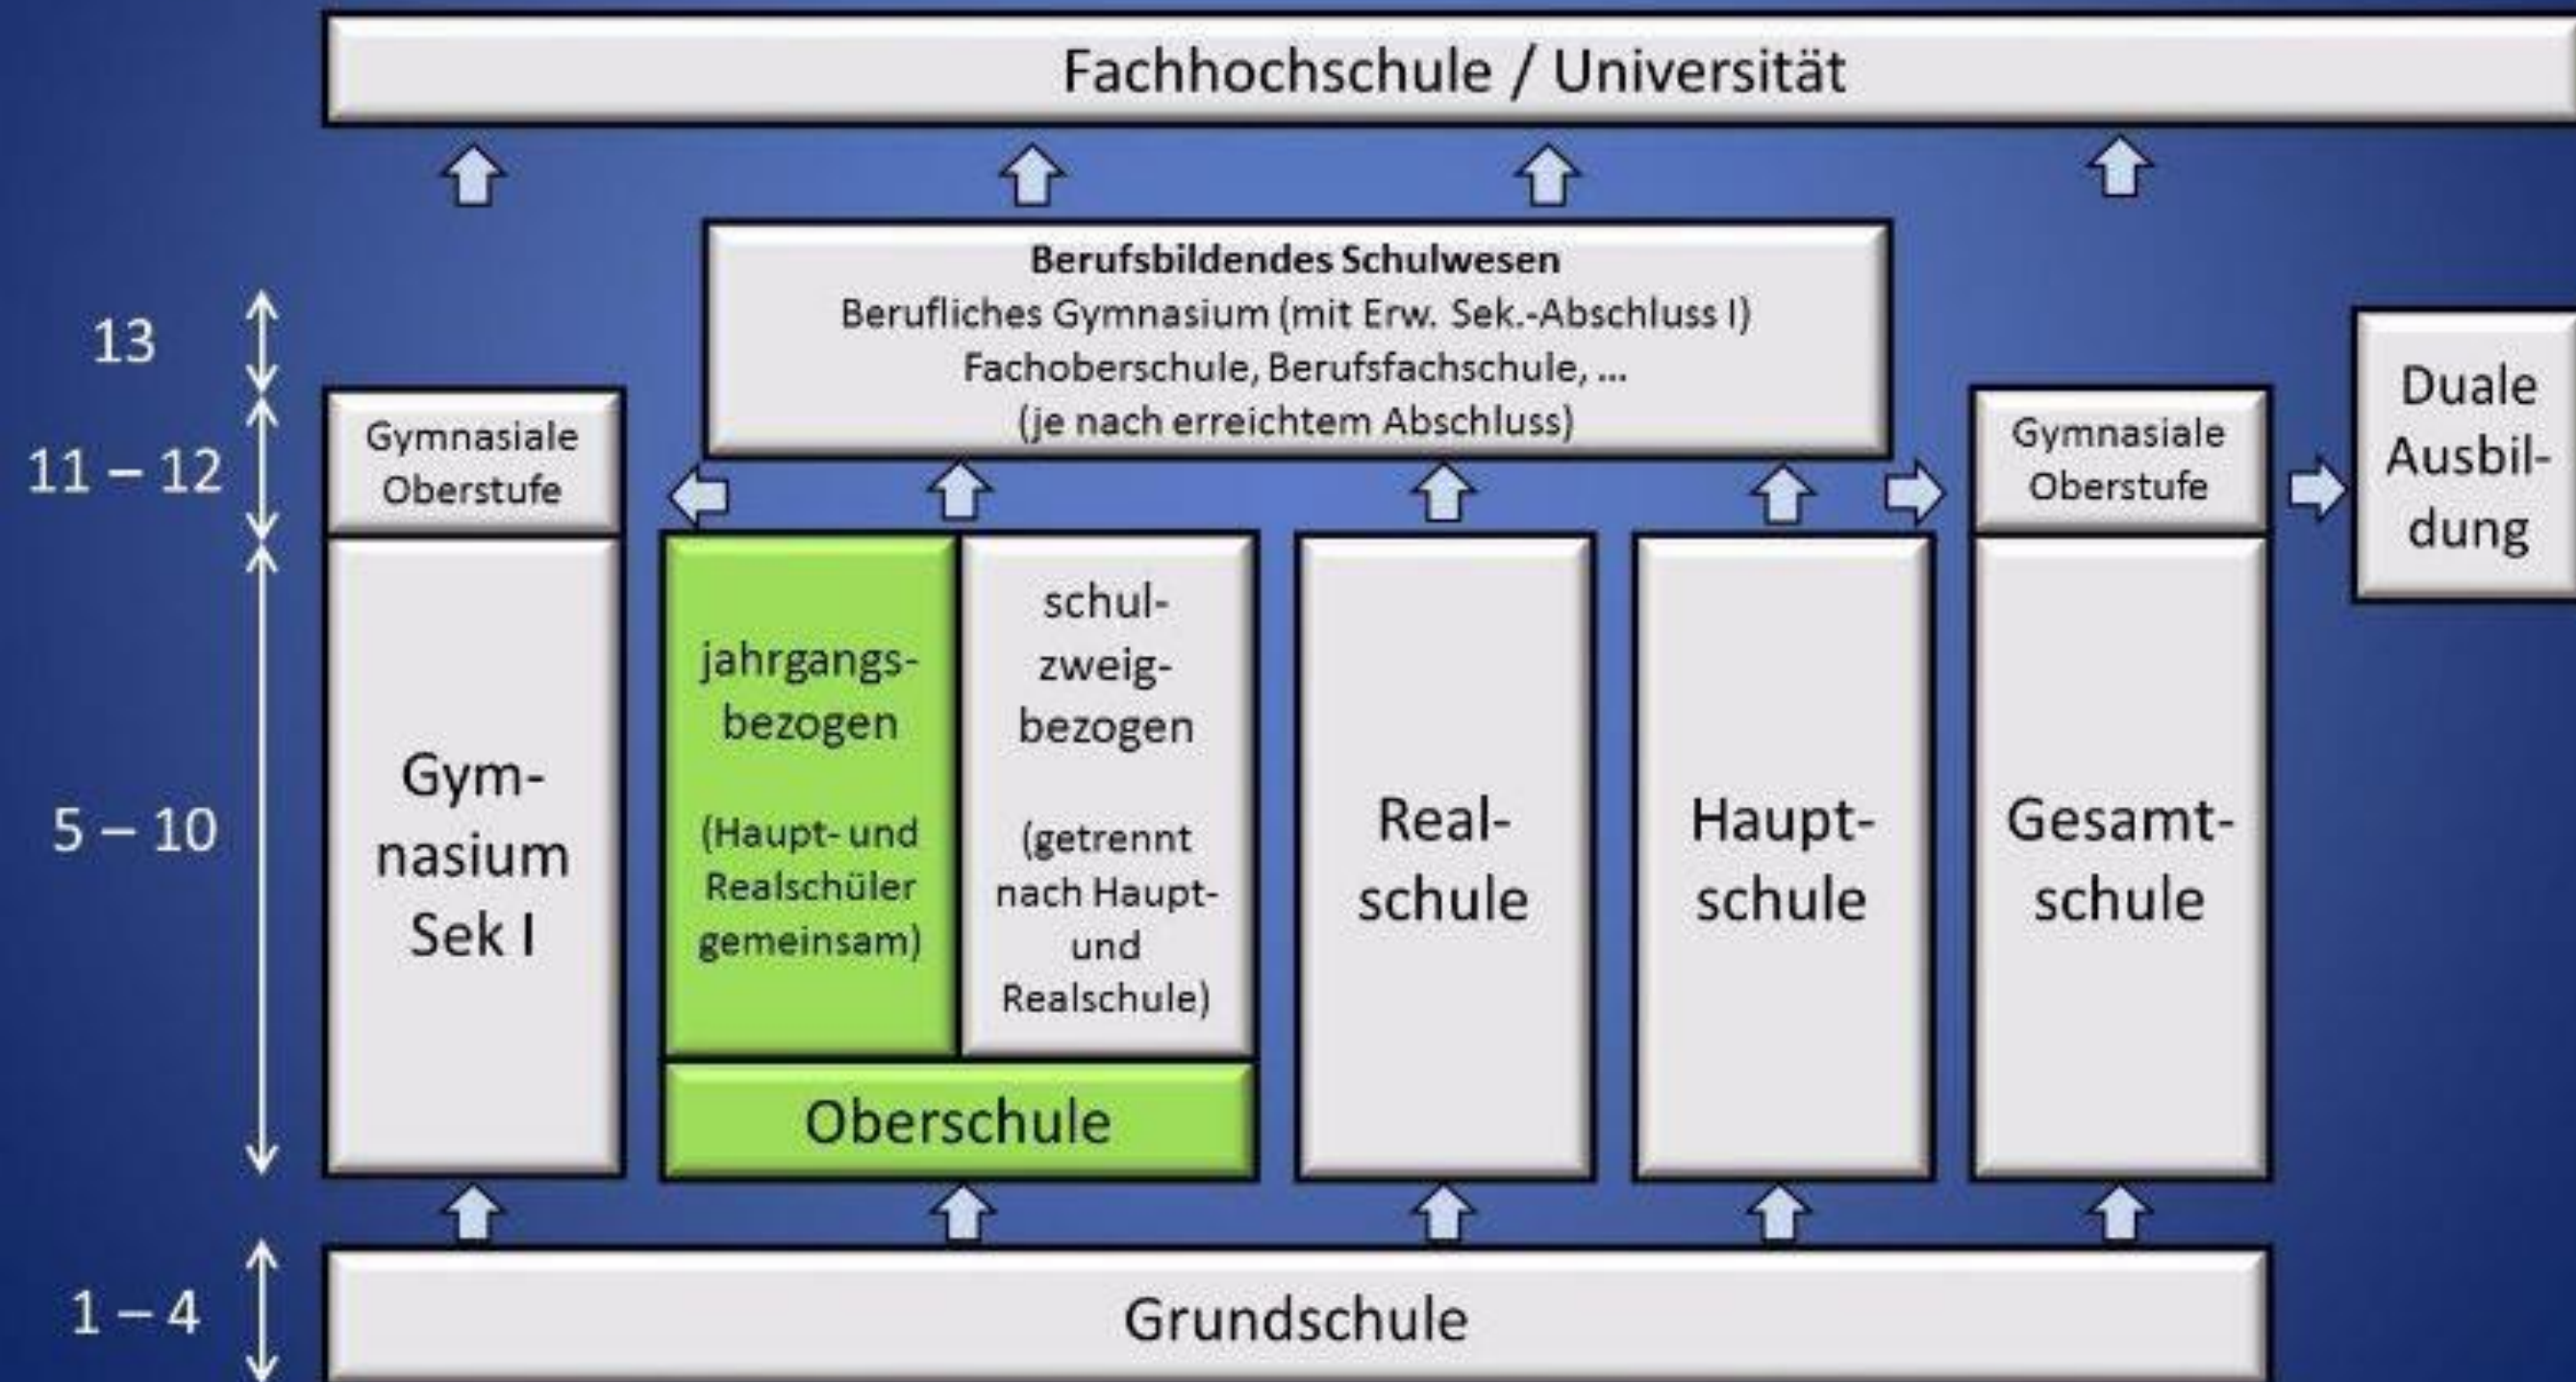 Fachhochschule / Universität
Berufsbildendes Schulwesen
Berufliches Gymnasium (mit Erw. Sek.-Abschluss I)
Fachoberschule, Berufsfachschule, ...
(je nach erreichtem Abschluss)
13
11 – 12
5 – 10
1 – 4
Gymnasiale
Oberstufe
Gym-
nasium
Sek I
jahrgangs-
bezogen
(Haupt- und
Realschüler
gemeinsam)
schul-
zweig-
bezogen
(getrennt
nach Haupt-
und
Realschule)
Oberschule
Real-
schule
Haupt-
schule
Gymnasiale
Oberstufe
Gesamt-
schule
Duale
Ausbil-
dung
Grundschule